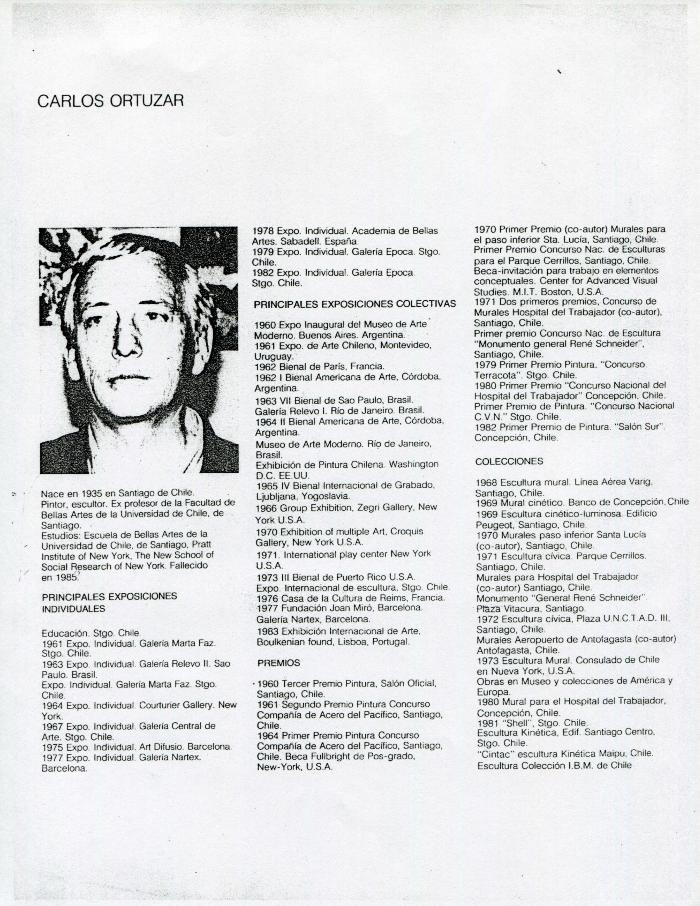 CARLOS ORTUZAR
Nace en 1935 en Santiago de Chile.
Pintor, escultor. Ex profesor de la Facultad de
Bellas Artes de la Universidad de Chile, de
Santiago.
Estudios: Escuela de Bellas Artes de la
Universidad de Chile, de Santiago, Pratt
Institute of New York, The New School of
Social Research of New York. Fallecido
en 1985.
PRINCIPALES EXPOSICIONES
INDIVIDUALES
Educación. Stgo. Chile
1961 Expo. Individual. Galería Marta Faz.
Stgo. Chile.
1963 Expo. Individual. Galería Relevo II. Sao
Paulo. Brasil.
Expo. Individual. Galería Marta Faz. Stgo.
Chile.
1964 Expo. Individual. Courturier Gallery. New
York.
1967 Expo. Individual. Galería Central de
Arte. Stgo. Chile.
1975 Expo. Individual. Art Difusio. Barcelona.
1977 Expo. Individual. Galería Nartex.
Barcelona.
1978 Expo. Individual. Academia de Bellas
Artes. Sabadell. España
1979 Expo. Individual. Galería Epoca. Stgo.
Chile.
1982 Expo. Individual. Galería Epoca
Stgo. Chile.
PRINCIPALES EXPOSICIONES COLECTIVAS
1960 Expo Inaugural del Museo de Arte
Moderno. Buenos Aires. Argentina.
1961 Expo. de Arte Chileno, Montevideo,
Uruguay.
1962 Bienal de París, Francia.
1962 I Bienal Americana de Arte, Córdoba,
Argentina.
1963 VII Bienal de Sao Paulo, Brasil.
Galería Relevo I. Río de Janeiro. Brasil.
1964 II Bienal Americana de Arte, Córdoba,
Argentina.
Museo de Arte Moderno. Río de Janeiro,
Brasil.
Exhibición de Pintura Chilena. Washington
D.C. EE.UU.
1965 IV Bienal Internacional de Grabado,
Ljubljana, Yogoslavia.
1966 Group Exhibition, Zegri Gallery, New
York U.S.A.
1970 Exhibition of multiple Art, Croquis
Gallery, New York U.S.A.
1971. International play center New York
U.S.A.
1973 III Bienal de Puerto Rico U.S.A.
Expo. Internacional de escultura, Stgo. Chile.
1976 Casa de la Cultura de Reims, Francia.
1977 Fundación Joan Miró, Barcelona.
Galería Nartex, Barcelona.
1983 Exhibición Internacional de Arte,
Boulkenian found, Lisboa, Portugal.
PREMIOS
1960 Tercer Premio Pintura, Salón Oficial,
Santiago, Chile.
1961 Segundo Premio Pintura Concurso
Compañía de Acero del Pacífico, Santiago,
Chile.
1964 Primer Premio Pintura Concurso
Compañía de Acero del Pacífico, Santiago,
Chile. Beca Fullbright de Pos-grado,
New-York, U.S.A.
1970 Primer Premio (co-autor) Murales para
el paso inferior Sta. Lucía, Santiago, Chile.
Primer Premio Concurso Nac. de Esculturas
para el Parque Cerrillos, Santiago, Chile.
Beca-invitación para trabajo en elementos
conceptuales. Center for Advanced Visual
Studies. M.I.T. Boston, U.S.A.
1971 Dos primeros premios, Concurso de
Murales Hospital del Trabajador (co-autor),
Santiago, Chile.
Primer premio Concurso Nac. de Escultura
"Monumento general René Schneider",
Santiago, Chile.
1979 Primer Premio Pintura. "Concurso
Terracota". Stgo. Chile.
1980 Primer Premio "Concurso Nacional del
Hospital del Trabajador" Concepción, Chile.
Primer Premio de Pintura. "Concurso Nacional
C.V.N." Stgo. Chile.
1982 Primer Premio de Pintura. "Salón Sur".
Concepción, Chile.
COLECCIONES
1968 Escultura mural. Línea Aérea Varig.
Santiago, Chile.
1969 Mural cinético. Banco de Concepción, Chile
1969 Escultura cinético-luminosa. Edificio
Peugeot, Santiago, Chile.
1970 Murales paso inferior Santa Lucía
(co-autor), Santiago, Chile.
1971 Escultura cívica. Parque Cerrillos.
Santiago, Chile.
Murales para Hospital del Trabajador
(co-autor) Santiago, Chile.
Monumento "General René Schneider".
Plaza Vitacura, Santiago.
1972 Escultura cívica, Plaza U.N.C.T.A.D. III,
Santiago, Chile.
Murales Aeropuerto de Antofagasta (co-autor)
Antofagasta, Chile.
1973 Escultura Mural. Consulado de Chile
en Nueva York, U.S.A.
Obras en Museo y colecciones de América y
Europa.
1980 Mural para el Hospital del Trabajador,
Concepción, Chile.
1981 "Shell", Stgo. Chile.
Escultura Kinética, Edif. Santiago Centro,
Stgo. Chile.
"Cintac" escultura Kinética Maipu, Chile.
Escultura Colección I.B.M. de Chile